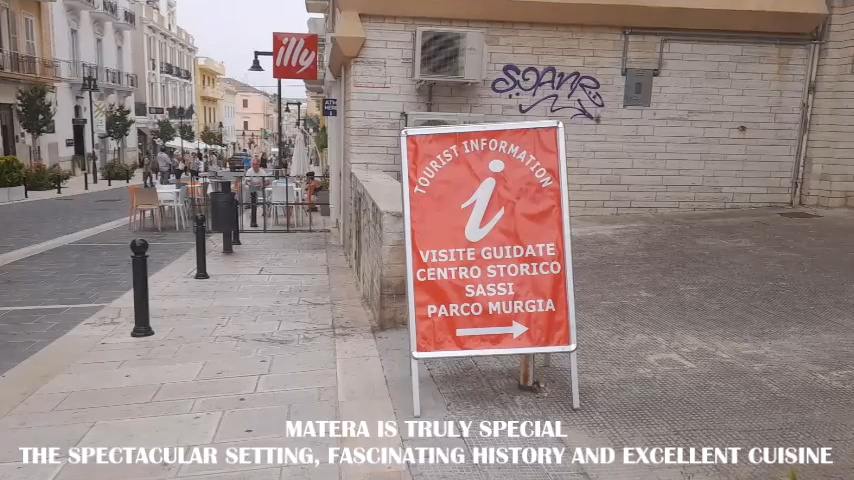 illy
TOURIST INFORMATION
i
VISITE GUIDATE
CENTRO STORICO
SASSI
PARCO MURGIA
MATERA IS TRULY SPECIAL
THE SPECTACULAR SETTING, FASCINATING HISTORY AND EXCELLENT CUISINE